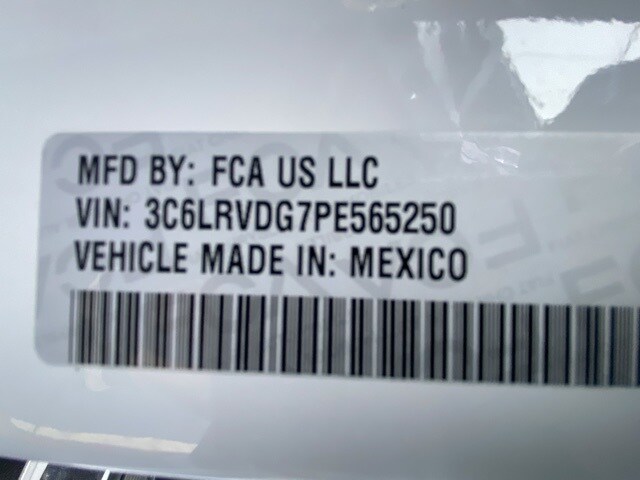 MFD BY: FCA US LLC
VIN: 3C6LRVDG7PE565250
VEHICLE MADE IN: MEXICO